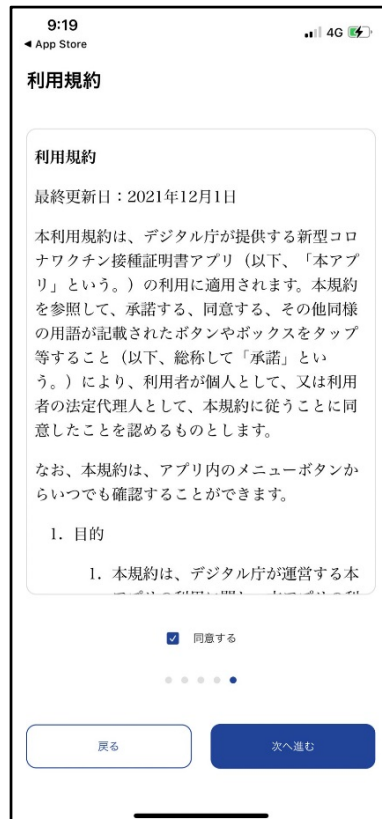 9:19
4G
◀ App Store
利用規約
利用規約
最終更新日：2021年12月1日
本利用規約は、デジタル庁が提供する新型コロ
ナワクチン接種証明書アプリ（以下、「本アプ
リ」という。）の利用に適用されます。本規約
を参照して、承諾する、同意する、その他同様
の用語が記載されたボタンやボックスをタップ
等すること（以下、総称して「承諾」とい
う。）により、利用者が個人として、又は利用
者の法定代理人として、本規約に従うことに同
意したことを認めるものとします。
なお、本規約は、アプリ内のメニューボタンか
らいつでも確認することができます。
1. 目的
1. 本規約は、デジタル庁が運営する本
同意する
戻る
次へ進む